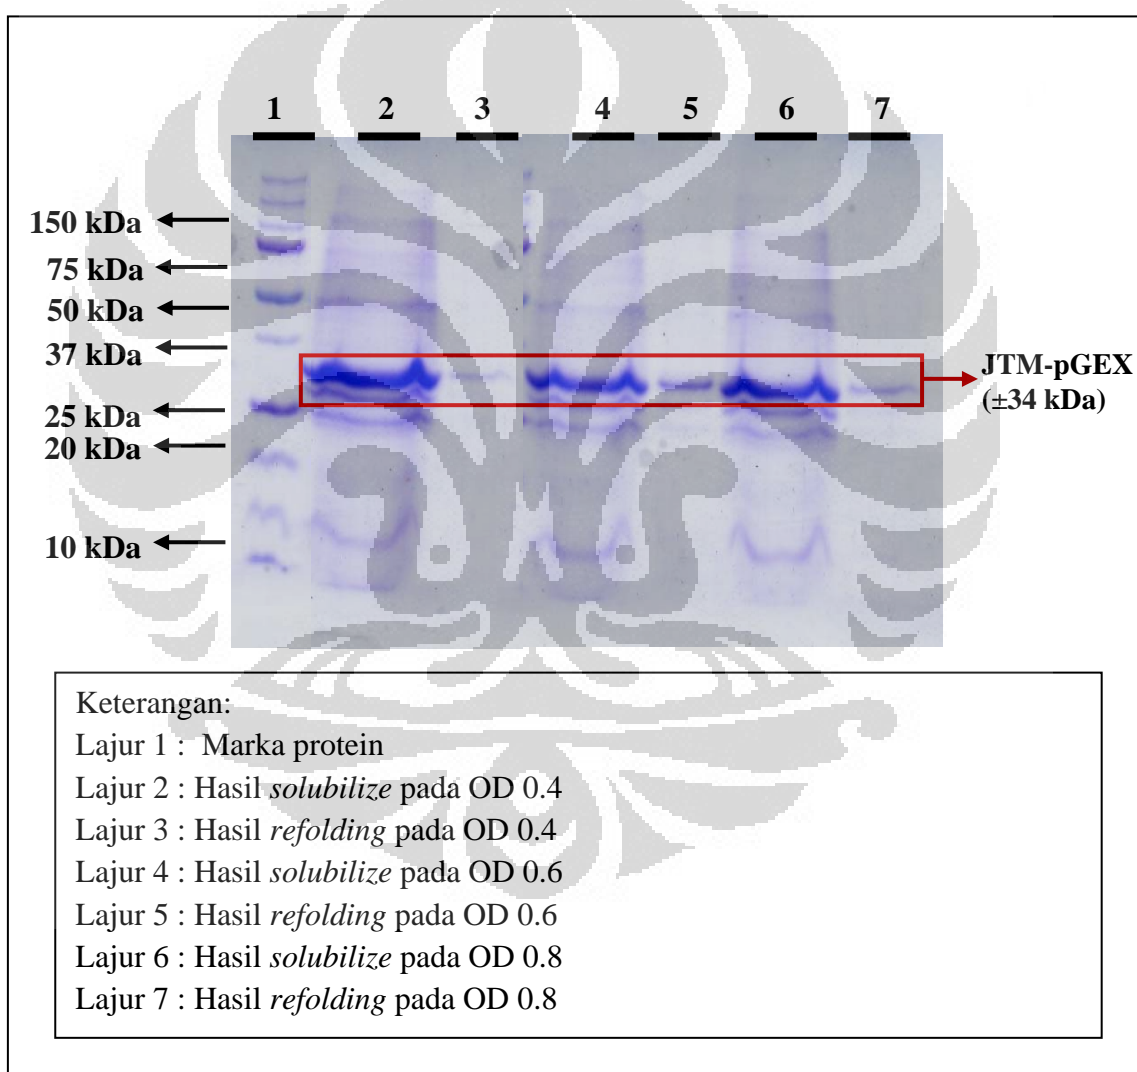 1 2 3 4 5 6 7
150 kDa
75 kDa
50 kDa
37 kDa
25 kDa
20 kDa
10 kDa
JTM-pGEX
(±34 kDa)
Keterangan:
Lajur 1 : Marka protein
Lajur 2 : Hasil solubilize pada OD 0.4
Lajur 3 : Hasil refolding pada OD 0.4
Lajur 4 : Hasil solubilize pada OD 0.6
Lajur 5 : Hasil refolding pada OD 0.6
Lajur 6 : Hasil solubilize pada OD 0.8
Lajur 7 : Hasil refolding pada OD 0.8